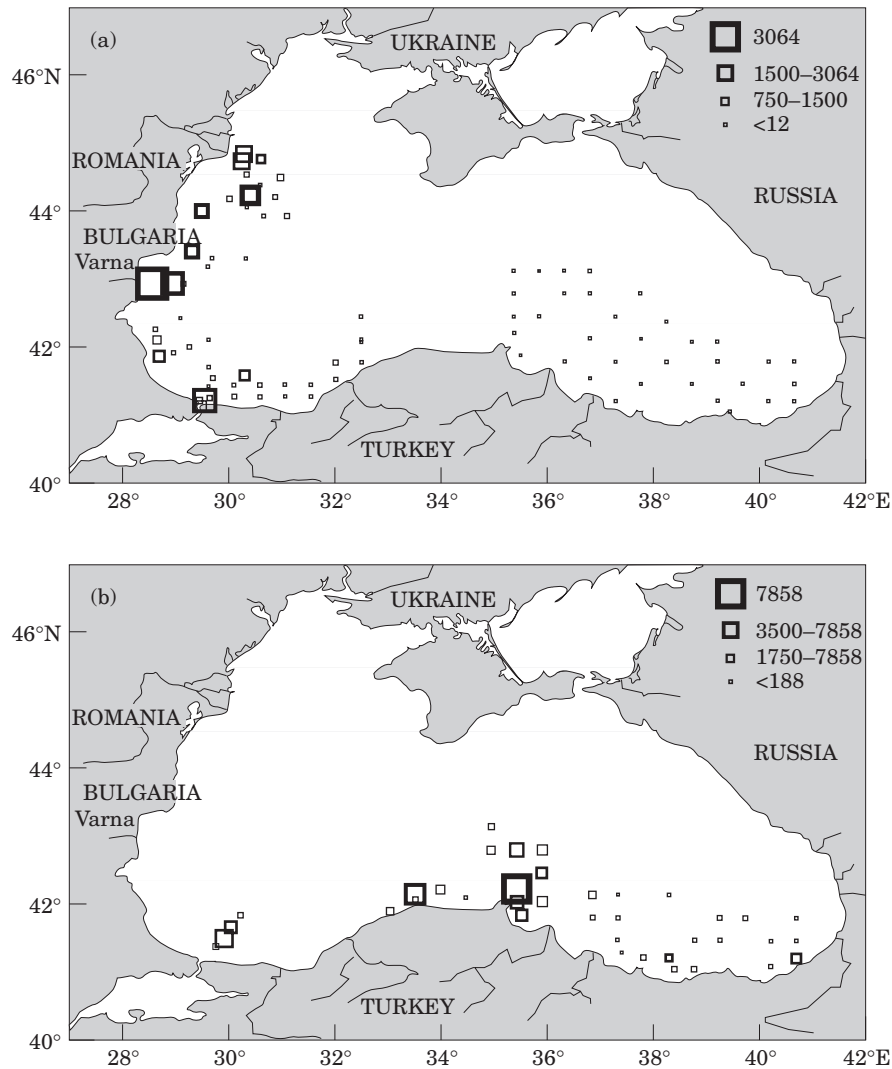 (a)
UKRAINE
3064
46°N
1500–3064
750–1500
<12
ROMANIA
RUSSIA
44°
BULGARIA
Varna
42°
TURKEY
40°
28° 30° 32° 34° 36° 38° 40° 42°E
(b)
UKRAINE
7858
46°N
3500–7858
1750–7858
<188
ROMANIA
RUSSIA
44°
BULGARIA
Varna
42°
TURKEY
40°
28° 30° 32° 34° 36° 38° 40° 42°E